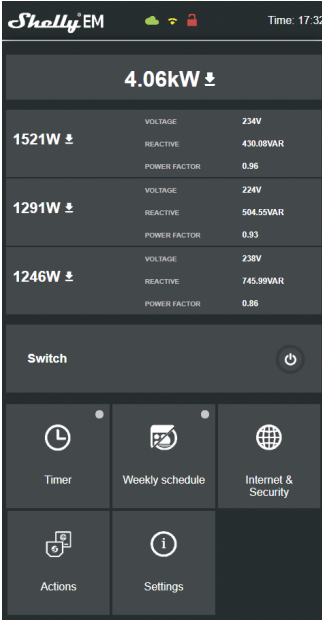 Shelly EM Time: 17:32
4.06kW
VOLTAGE 234V
1521W REACTIVE 430.08VAR
POWER FACTOR 0.96
VOLTAGE 224V
1291W REACTIVE 504.55VAR
POWER FACTOR 0.93
VOLTAGE 238V
1246W REACTIVE 745.99VAR
POWER FACTOR 0.86
Switch
Timer
Weekly schedule
Internet &
Security
Actions
Settings